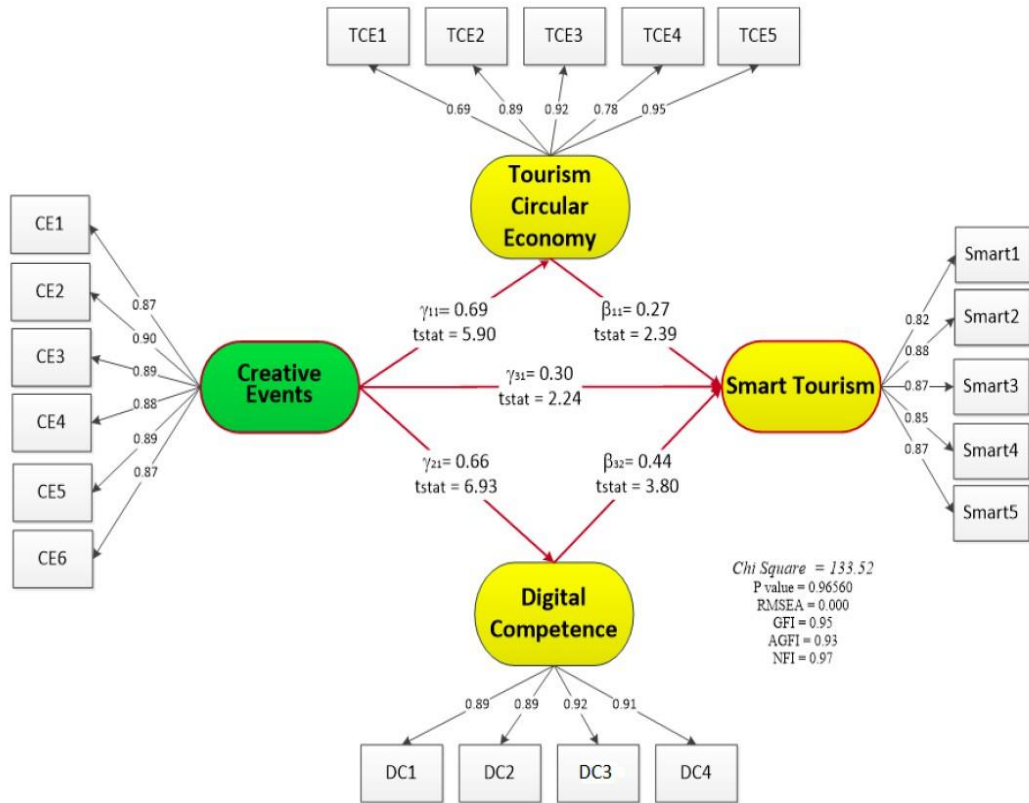 TCE1
TCE2
TCE3
TCE4
TCE5
0.69
0.89
0.92
0.78
0.95
Tourism
Circular
Economy
CE1
CE2
CE3
CE4
CE5
CE6
0.87
0.90
0.89
0.88
0.89
0.87
Creative
Events
γ₁₁= 0.69
tstat = 5.90
β₁₁= 0.27
tstat = 2.39
γ₃₁= 0.30
tstat = 2.24
γ₂₁= 0.66
tstat = 6.93
β₃₂= 0.44
tstat = 3.80
Smart Tourism
0.82
0.88
0.87
0.85
0.87
Smart1
Smart2
Smart3
Smart4
Smart5
Digital
Competence
0.89
0.89
0.92
0.91
DC1
DC2
DC3
DC4
Chi Square = 133.52
P value = 0.96560
RMSEA = 0.000
GFI = 0.95
AGFI = 0.93
NFI = 0.97